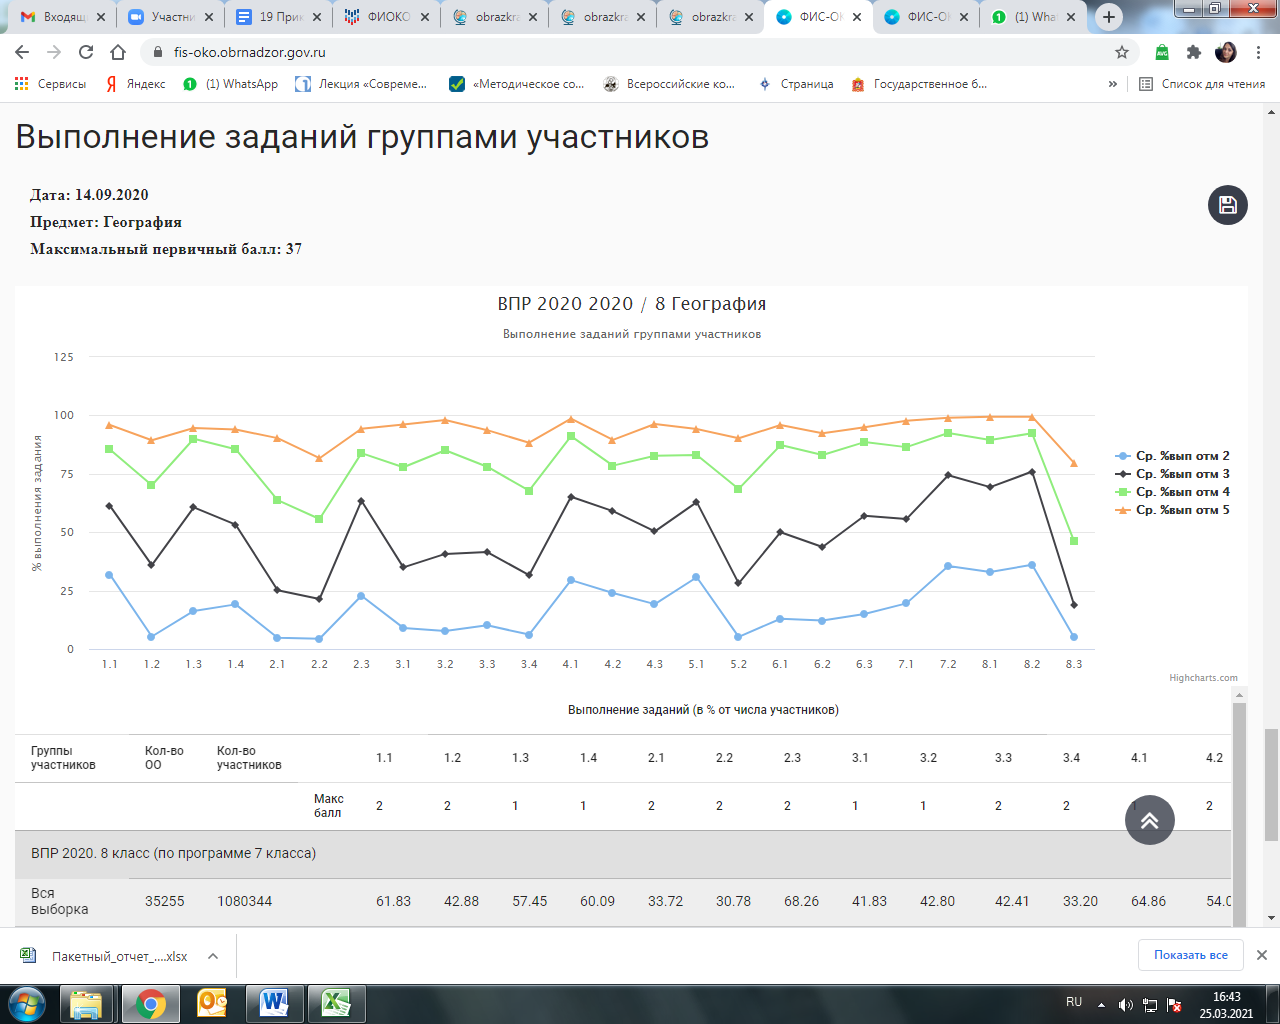 Входящ
Участни
19 При
ФИОКО
obrazkra
obrazkra
obrazkra
ФИС-ОК
ФИС-ОК
(1) What
fis-oko.obrnadzor.gov.ru
Сервисы
Яндекс
(1) WhatsApp
Лекция «Совреме...
«Методическое со...
Всероссийские ко...
Страница
Государственное б...
»
Список для чтения
Выполнение заданий группами участников
Дата: 14.09.2020
Предмет: География
Максимальный первичный балл: 37
ВПР 2020 2020 / 8 География
Выполнение заданий группами участников
% выполнения задания
125
100
75
50
25
0
1.1 1.2 1.3 1.4 2.1 2.2 2.3 3.1 3.2 3.3 3.4 4.1 4.2 4.3 5.1 5.2 6.1 6.2 6.3 7.1 7.2 8.1 8.2 8.3
Ср. %вып отм 2
Ср. %вып отм 3
Ср. %вып отм 4
Ср. %вып отм 5
Highcharts.com
Выполнение заданий (в % от числа участников)
Группы участников Кол-во ОО Кол-во участников 1.1 1.2 1.3 1.4 2.1 2.2 2.3 3.1 3.2 3.3 3.4 4.1 4.2
Макс балл 2 2 1 1 2 2 2 1 1 2 2 1 2
ВПР 2020. 8 класс (по программе 7 класса)
Вся выборка 35255 1080344 61.83 42.88 57.45 60.09 33.72 30.78 68.26 41.83 42.80 42.41 33.20 64.86 54.0
Пакетный_отчет_....xlsx
Показать все
RU
16:43
25.03.2021